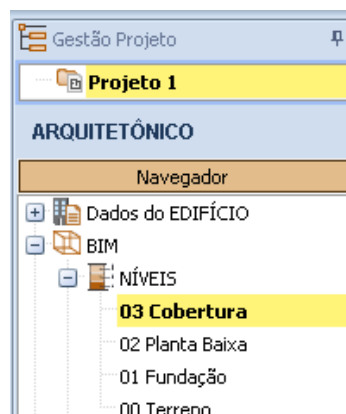 Gestão Projeto
Projeto 1
ARQUITETÔNICO
Navegador
Dados do EDIFÍCIO
BIM
NÍVEIS
03 Cobertura
02 Planta Baixa
01 Fundação
00 Terreno